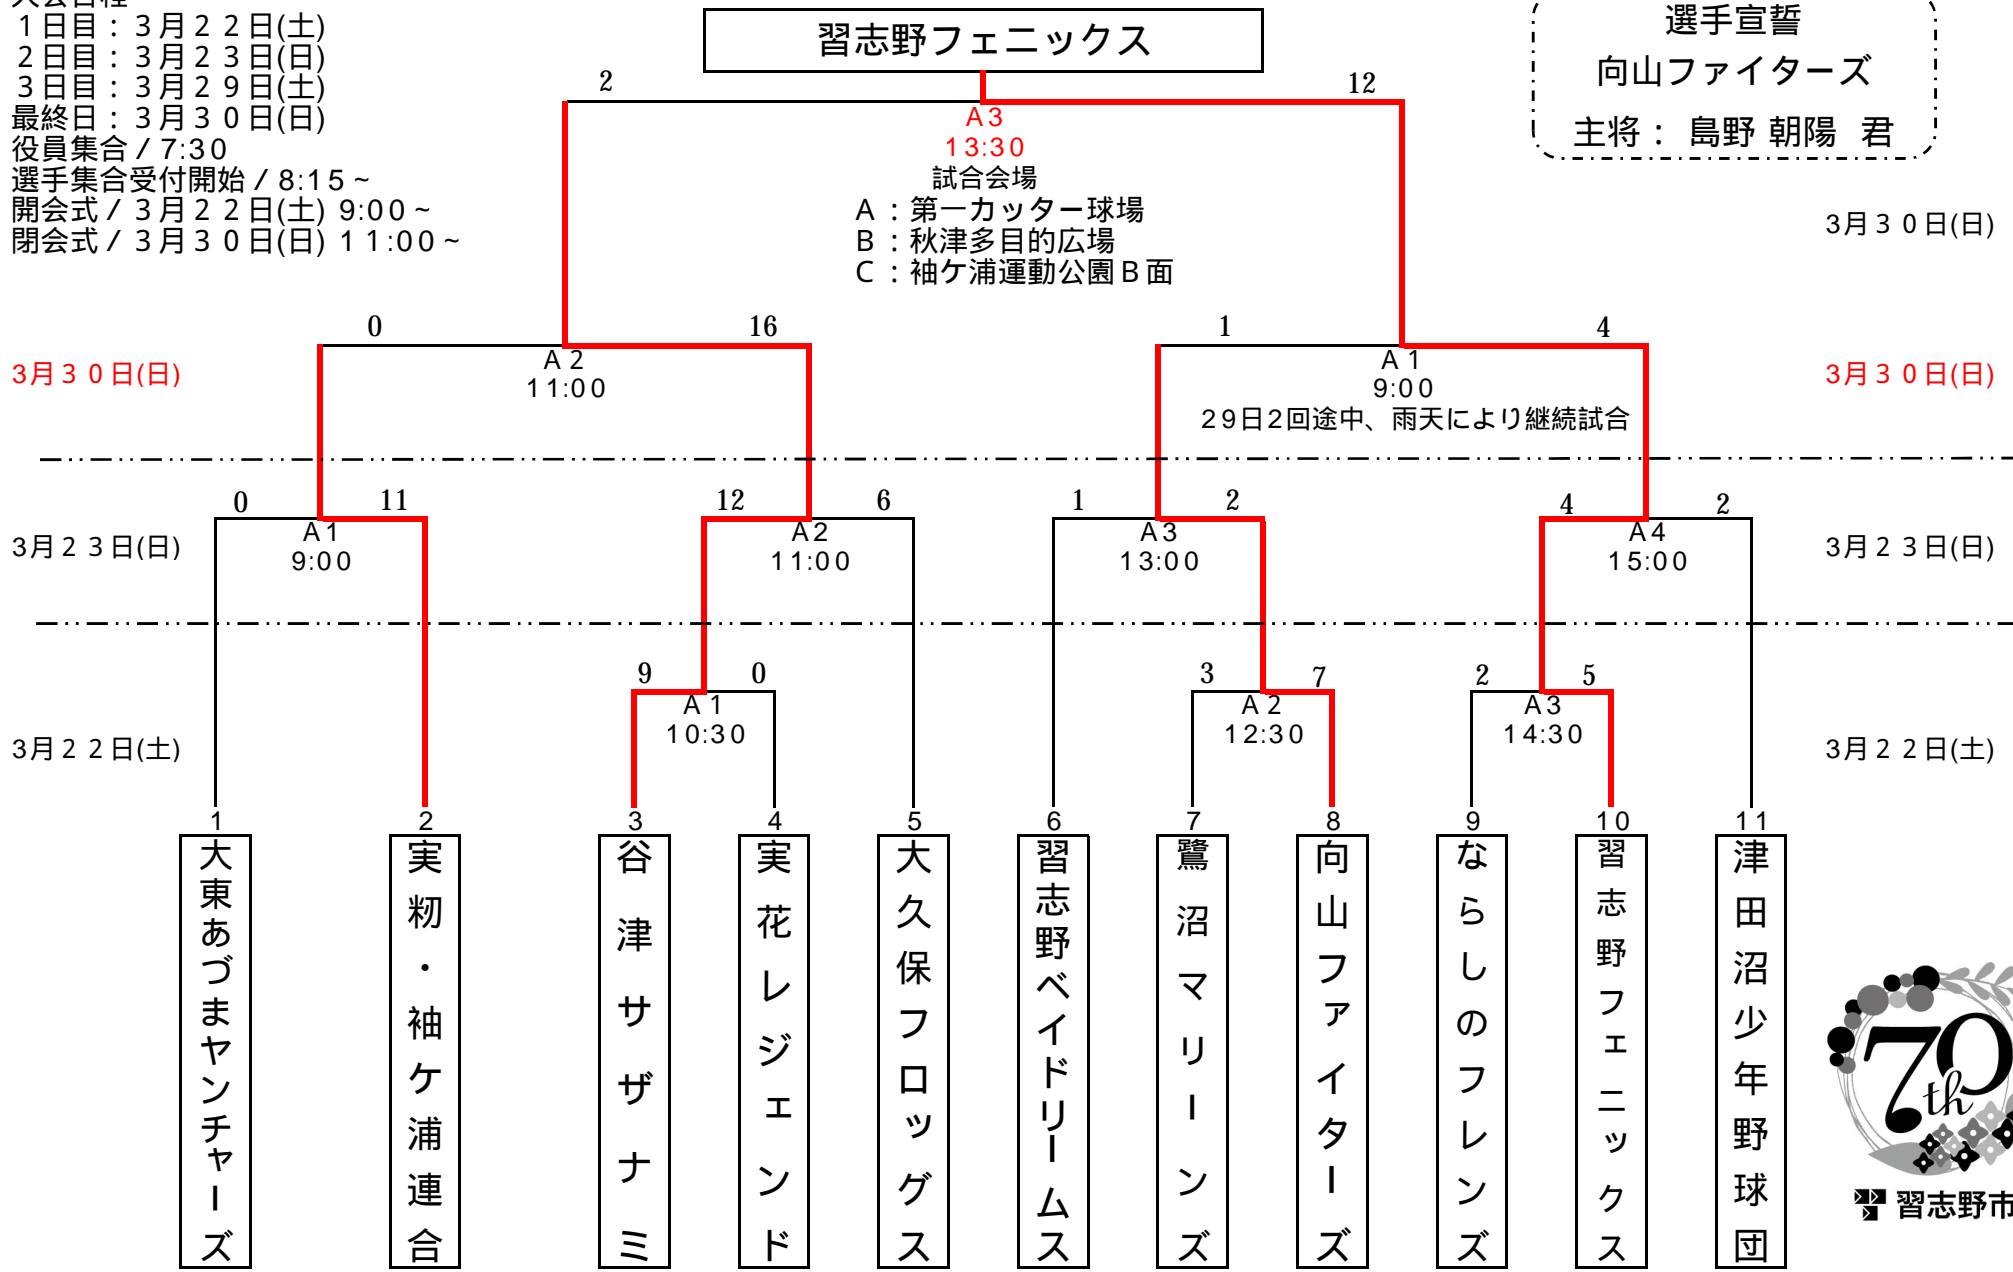 1日目：3月22日(土)
2日目：3月23日(日)
3日目：3月29日(土)
最終日：3月30日(日)
役員集合/7:30
選手集合受付開始/8:15~
開会式/3月22日(土) 9:00~
閉会式/3月30日(日) 11:00~
習志野フェニックス
選手宣誓
向山ファイターズ
主将： 島野 朝陽 君
2
12
A3
13:30
試合会場
A：第一カッター球場
B：秋津多目的広場
C：袖ケ浦運動公園B面
3月30日(日)
0
16
1
4
3月30日(日)
A2
11:00
A1
9:00
3月30日(日)
29日2回途中、雨天により継続試合
0
11
12
6
1
2
4
2
3月23日(日)
A1
9:00
A2
11:00
A3
13:00
A4
15:00
3月23日(日)
9
0
3
7
2
5
3月22日(土)
A1
10:30
A2
12:30
A3
14:30
3月22日(土)
1
2
3
4
5
6
7
8
9
10
11
大東あづまヤンチャーズ
実籾・袖ケ浦連合
谷津サザナミ
実花レジェンド
大久保フロッグス
習志野ベイドリームス
鷺沼マリーンズ
向山ファイターズ
ならしのフレンズ
習志野フェニックス
津田沼少年野球団
70th
習志野市